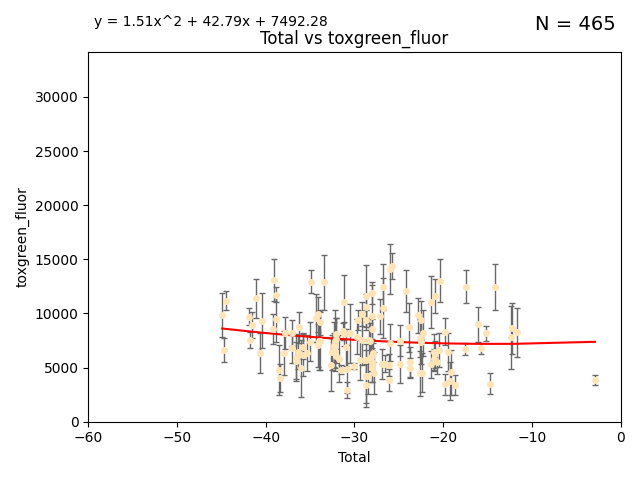 y = 1.51x^2 + 42.79x + 7492.28
N = 465
Total vs toxgreen_fluor
30000
25000
20000
15000
10000
5000
0
toxgreen_fluor
−60
−50
−40
−30
−20
−10
0
Total